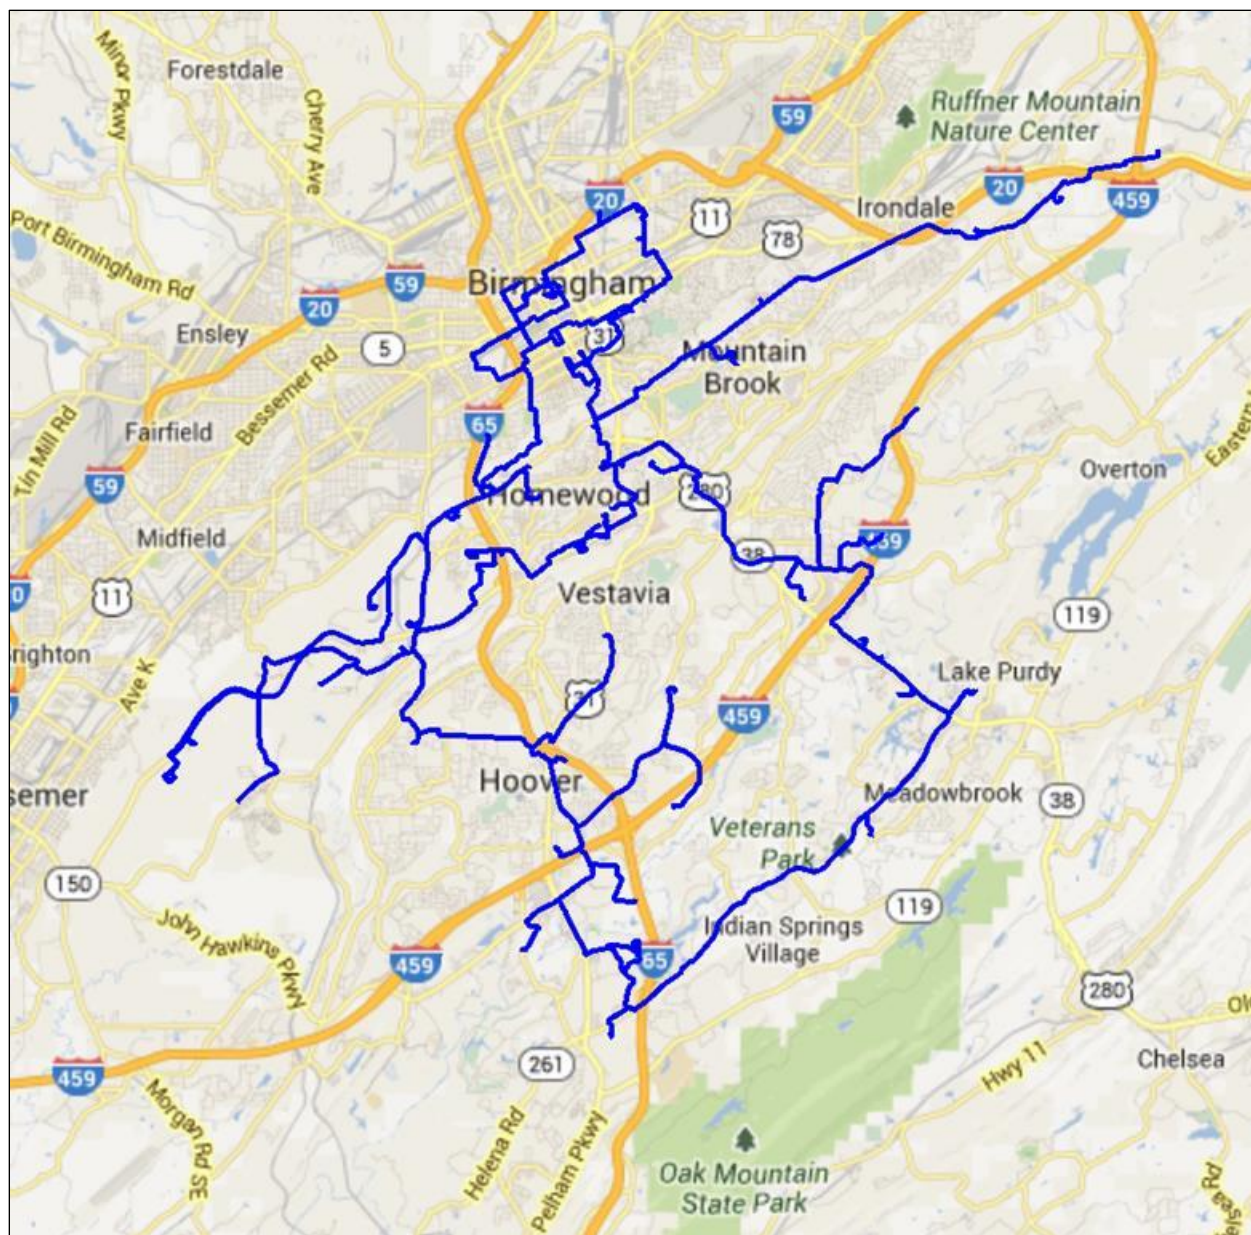 Forestdale
Minor Pkwy
Cherry Ave
59
Ruffner Mountain
Nature Center
20
20
459
11
Irondale
78
Port Birmingham Rd
59
Birmingham
20
Ensley
5
31
Mountain
Brook
Bessemer Rd
65
Fairfield
Tin Mill Rd
59
Homewood
280
Overton
Eastern
Midfield
38
459
11
Vestavia
119
righton
Ave K
Lake Purdy
31
459
Hoover
semer
Meadowbrook
38
Veterans
Park
150
119
John Hawkins Pkwy
Indian Springs
Village
459
65
280
Ol
261
Hwy 11
Chelsea
459
Morgan Rd SE
Helena Rd
Pelham Pkwy
Oak Mountain
State Park
Rd